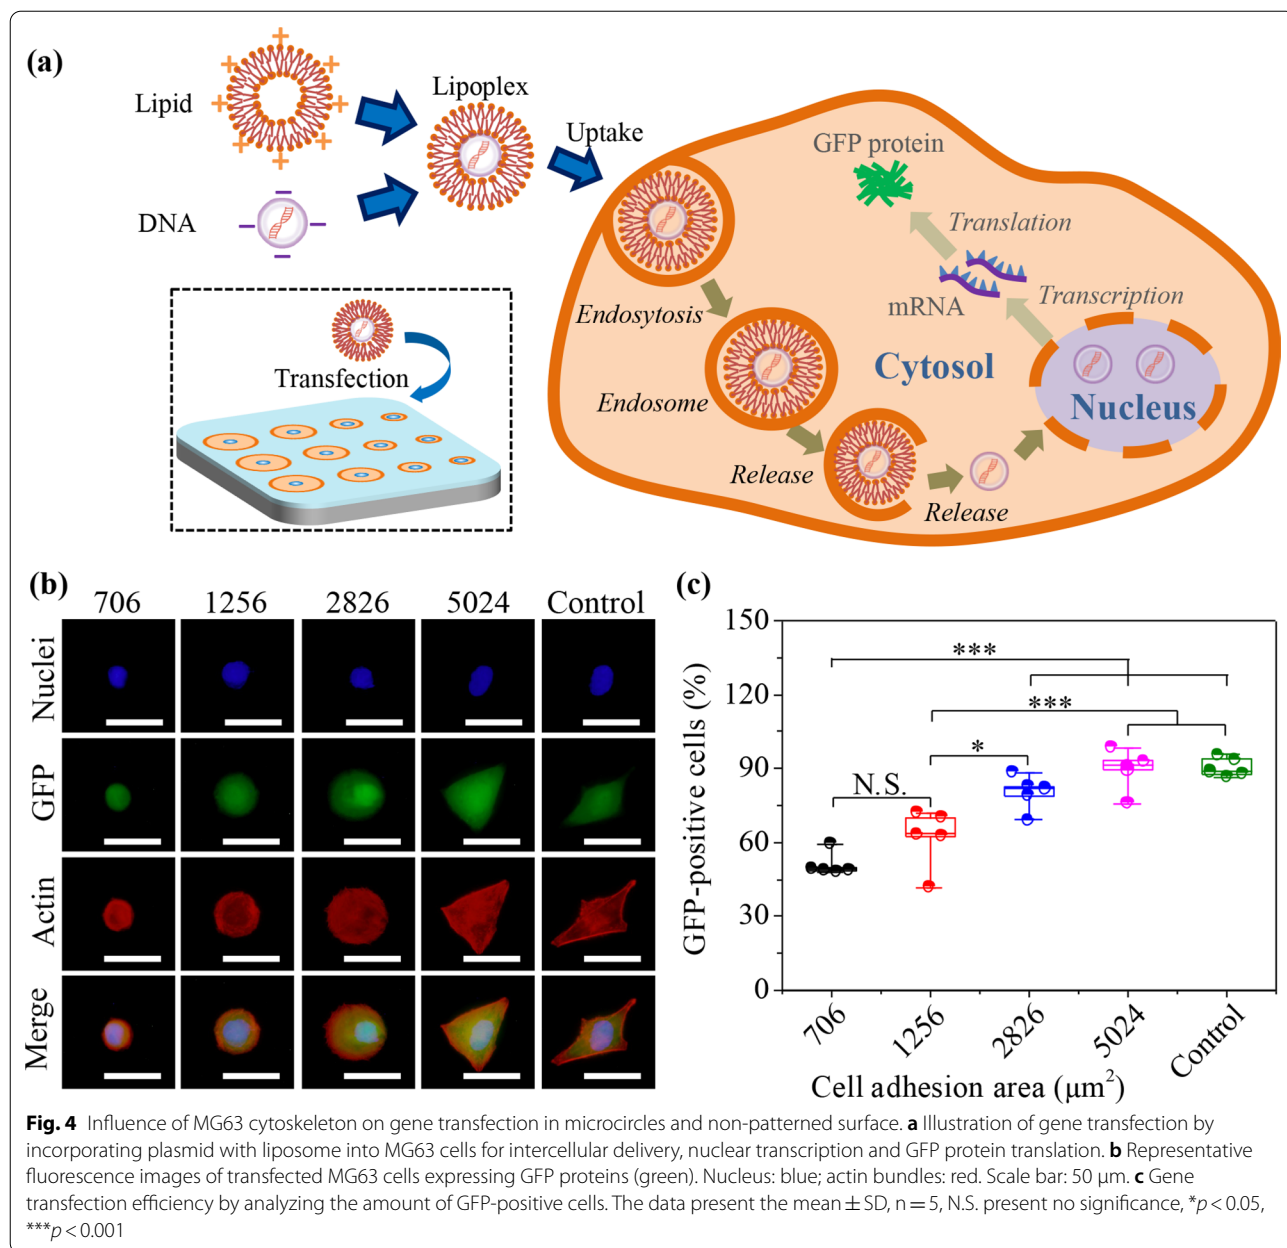 (a)
Lipid
Lipoplex
Uptake
DNA
GFP protein
Translation
mRNA
Transcription
Endosytosis
Cytosol
Nucleus
Endosome
Release
Release
Transfection
(b)
706 1256 2826 5024 Control
Nuclei
GFP
Actin
Merge
(c)
GFP-positive cells (%)
150
120
90
60
30
0
***
***
*
N.S.
706 1256 2826 5024 Control
Cell adhesion area (μm²)
Fig. 4 Influence of MG63 cytoskeleton on gene transfection in microcircles and non-patterned surface. a Illustration of gene transfection by
incorporating plasmid with liposome into MG63 cells for intercellular delivery, nuclear transcription and GFP protein translation. b Representative
fluorescence images of transfected MG63 cells expressing GFP proteins (green). Nucleus: blue; actin bundles: red. Scale bar: 50 μm. c Gene
transfection efficiency by analyzing the amount of GFP-positive cells. The data present the mean ± SD, n = 5, N.S. present no significance, *p < 0.05,
***p < 0.001